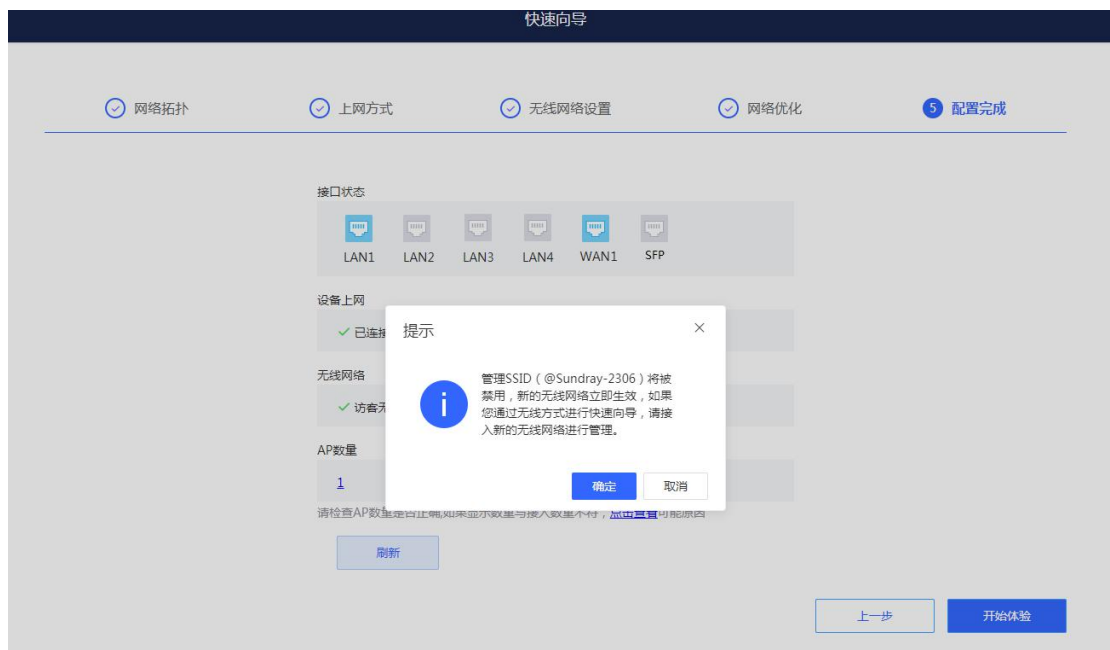 快速向导
网络拓扑
上网方式
无线网络设置
网络优化
5 配置完成
接口状态
LAN1 LAN2 LAN3 LAN4 WAN1 SFP
设备上网
已连接
提示
无线网络
访客无
管理SSID（@Sundray-2306）将被
禁用，新的无线网络立即生效，如果
您通过无线方式进行快速向导，请接
入新的无线网络进行管理。
AP数量
1
确定 取消
请检查AP数量是否正确,如果显示数量与接入数量不符，点击查看可能原因
刷新
上一步 开始体验